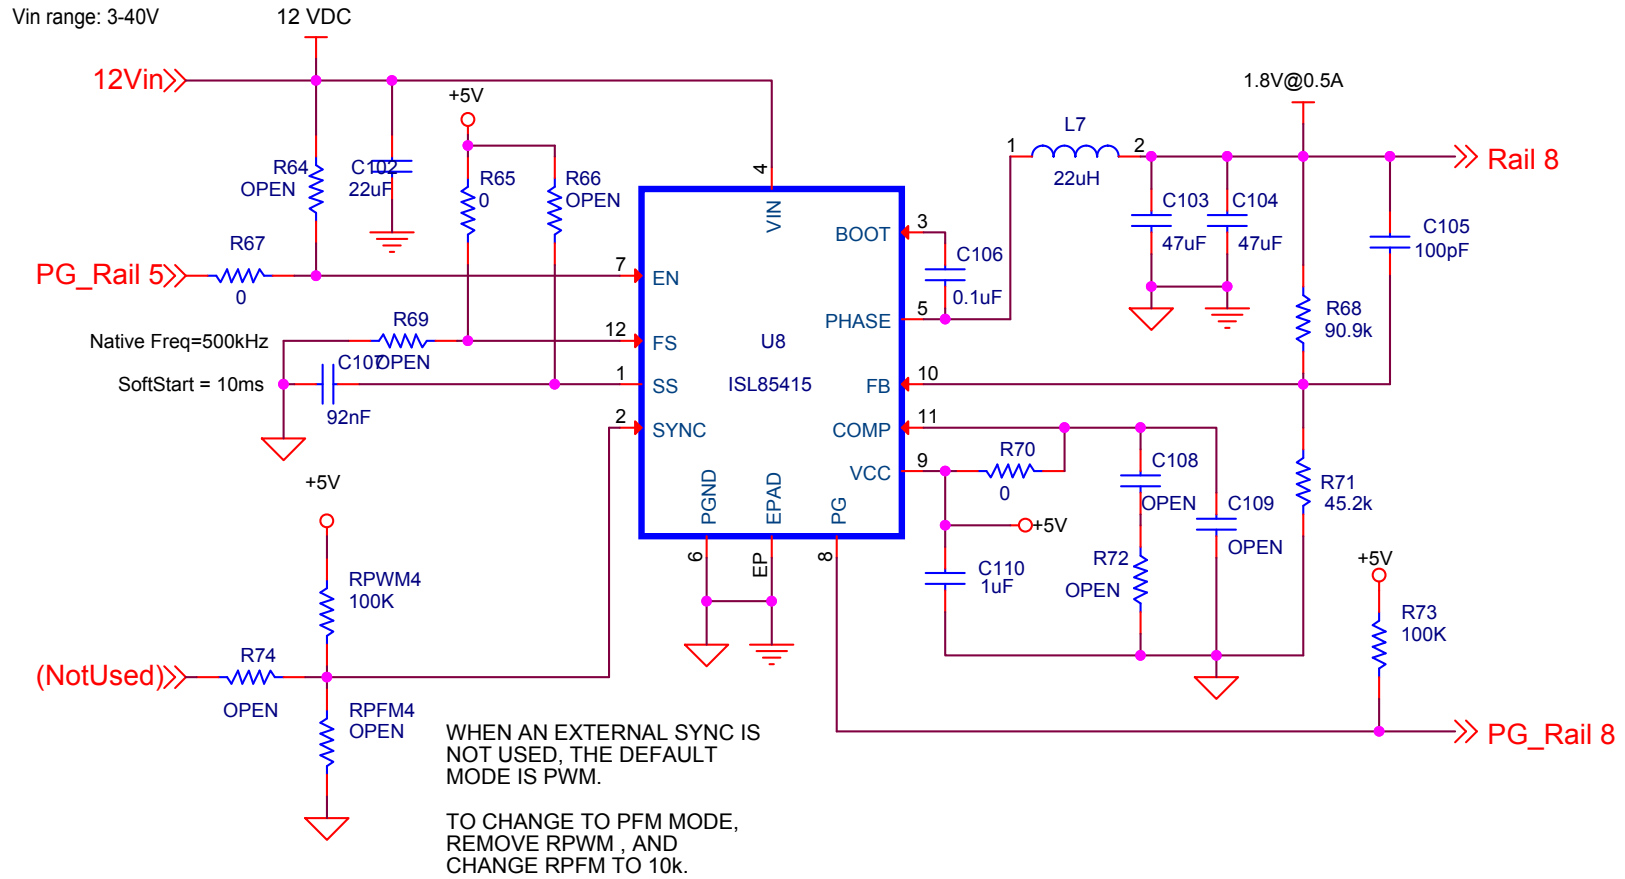 Vin range: 3-40V
12 VDC
12Vin
+5V
1.8V@0.5A
R64
OPEN
C102
22uF
R65
0
R66
OPEN
4
VIN
1
L7
2
22uH
Rail 8
C103
47uF
C104
47uF
C105
100pF
R67
0
PG_Rail 5
7
EN
BOOT
3
C106
0.1uF
PHASE
5
R68
90.9k
Native Freq=500kHz
R69
OPEN
12
FS
U8
ISL85415
SoftStart = 10ms
C107
92nF
1
SS
FB
10
2
SYNC
COMP
11
VCC
9
R70
0
C108
OPEN
C109
OPEN
R71
45.2k
PGND
EPAD
PG
6
EP
8
+5V
C110
1uF
R72
OPEN
+5V
R73
100K
+5V
RPWM4
100K
(NotUsed)
R74
OPEN
RPFM4
OPEN
PG_Rail 8
WHEN AN EXTERNAL SYNC IS
NOT USED, THE DEFAULT
MODE IS PWM.
TO CHANGE TO PFM MODE,
REMOVE RPWM , AND
CHANGE RPFM TO 10k.